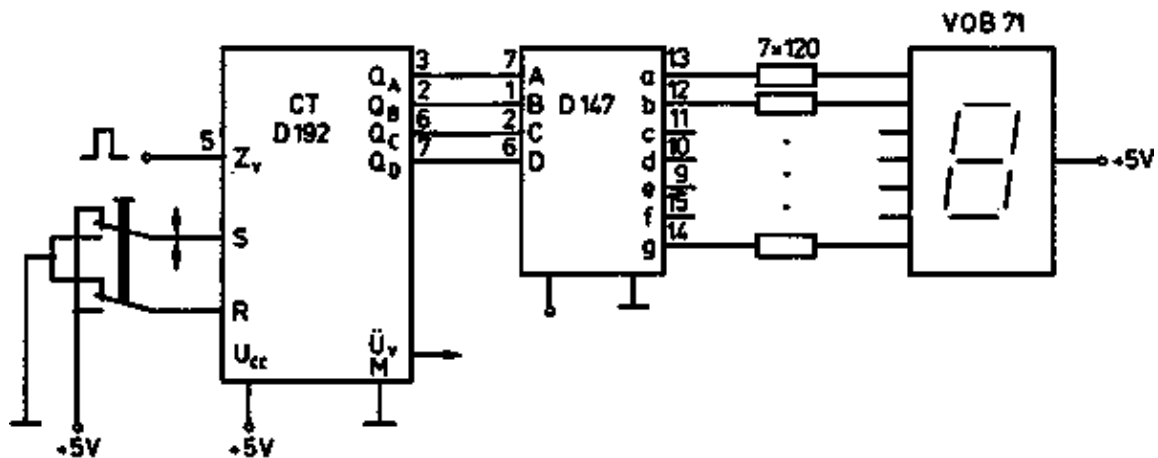 VQB 71
7×120
CT
D 192
D 147
5
Z_v
S
R
U_cc
Q_A
Q_B
Q_C
Q_D
Ü_v
M
3
2
6
7
7
1
2
6
A
B
C
D
a
b
c
d
e
f
g
13
12
11
10
9
15
14
+5V
+5V
+5V